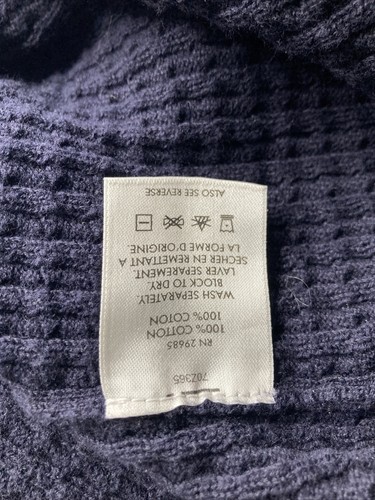 702365
RN 29685
100% COTTON
100% COTON
WASH SEPARATELY.
BLOCK TO DRY.
LAVER SEPAREMENT.
SECHER EN REMETTANT A
LA FORME D'ORIGINE
ALSO SEE REVERSE